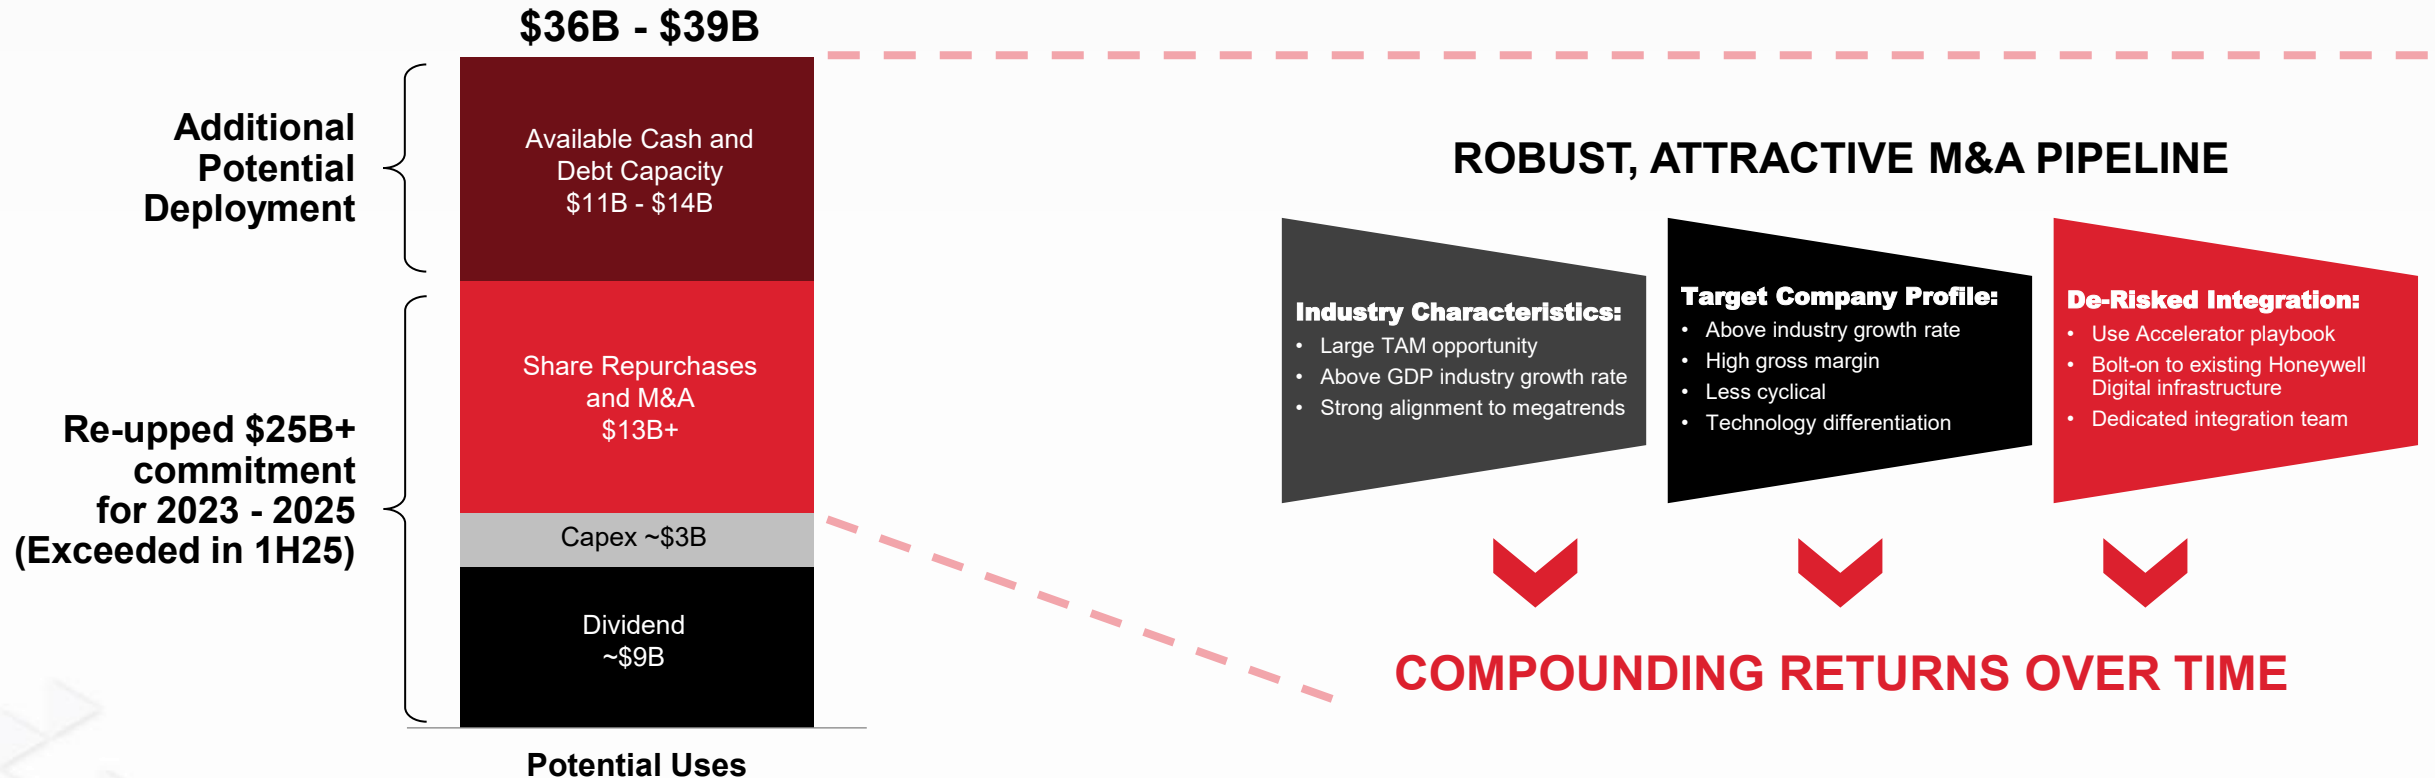 $36B - $39B
Additional
Potential
Deployment
Available Cash and
Debt Capacity
$11B - $14B
Re-upped $25B+
commitment
for 2023 - 2025
(Exceeded in 1H25)
Share Repurchases
and M&A
$13B+
Capex ~$3B
Dividend
~$9B
Potential Uses
ROBUST, ATTRACTIVE M&A PIPELINE
Industry Characteristics:
• Large TAM opportunity
• Above GDP industry growth rate
• Strong alignment to megatrends
Target Company Profile:
• Above industry growth rate
• High gross margin
• Less cyclical
• Technology differentiation
De-Risked Integration:
• Use Accelerator playbook
• Bolt-on to existing Honeywell
Digital infrastructure
• Dedicated integration team
COMPOUNDING RETURNS OVER TIME